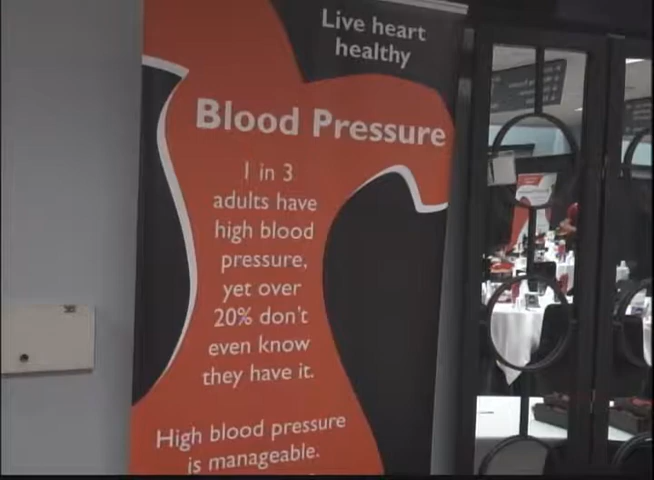 Live heart
healthy
Blood Pressure
1 in 3
adults have
high blood
pressure,
yet over
20% don't
even know
they have it.
High blood pressure
is manageable.